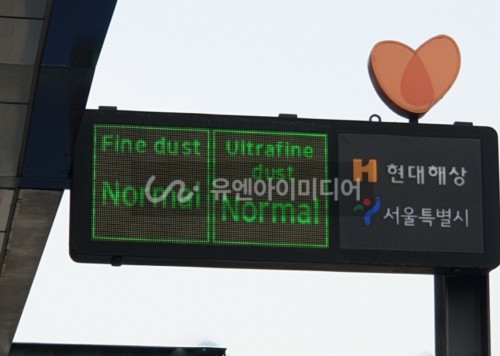 Fine dust
Normal
Ultrafine
dust
Normal
현대해상
서울특별시
유엔아이미디어